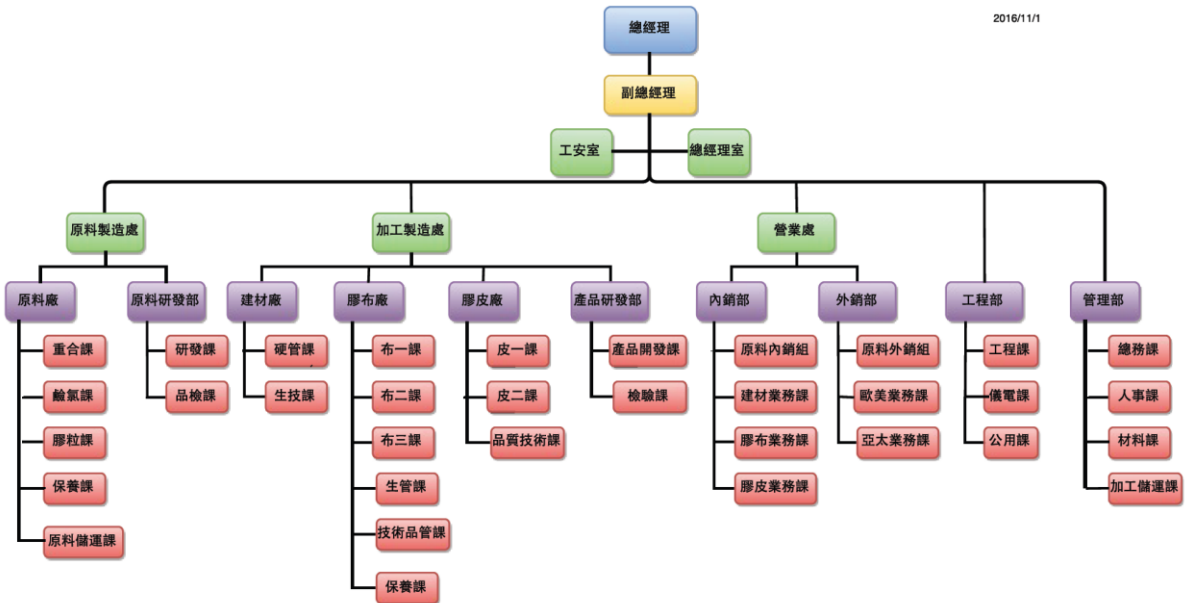 2016/11/1
總經理
副總經理
工安室
總經理室
原料製造處
加工製造處
營業處
原料廠
原料研發部
建材廠
膠布廠
膠皮廠
產品研發部
內銷部
外銷部
工程部
管理部
重合課
研發課
硬管課
布一課
皮一課
產品開發課
原料內銷組
原料外銷組
工程課
總務課
鹼氯課
品檢課
生技課
布二課
皮二課
檢驗課
建材業務課
歐美業務課
儀電課
人事課
膠粒課
布三課
品質技術課
膠布業務課
亞太業務課
公用課
材料課
保養課
生管課
膠皮業務課
加工儲運課
原料儲運課
技術品管課
保養課